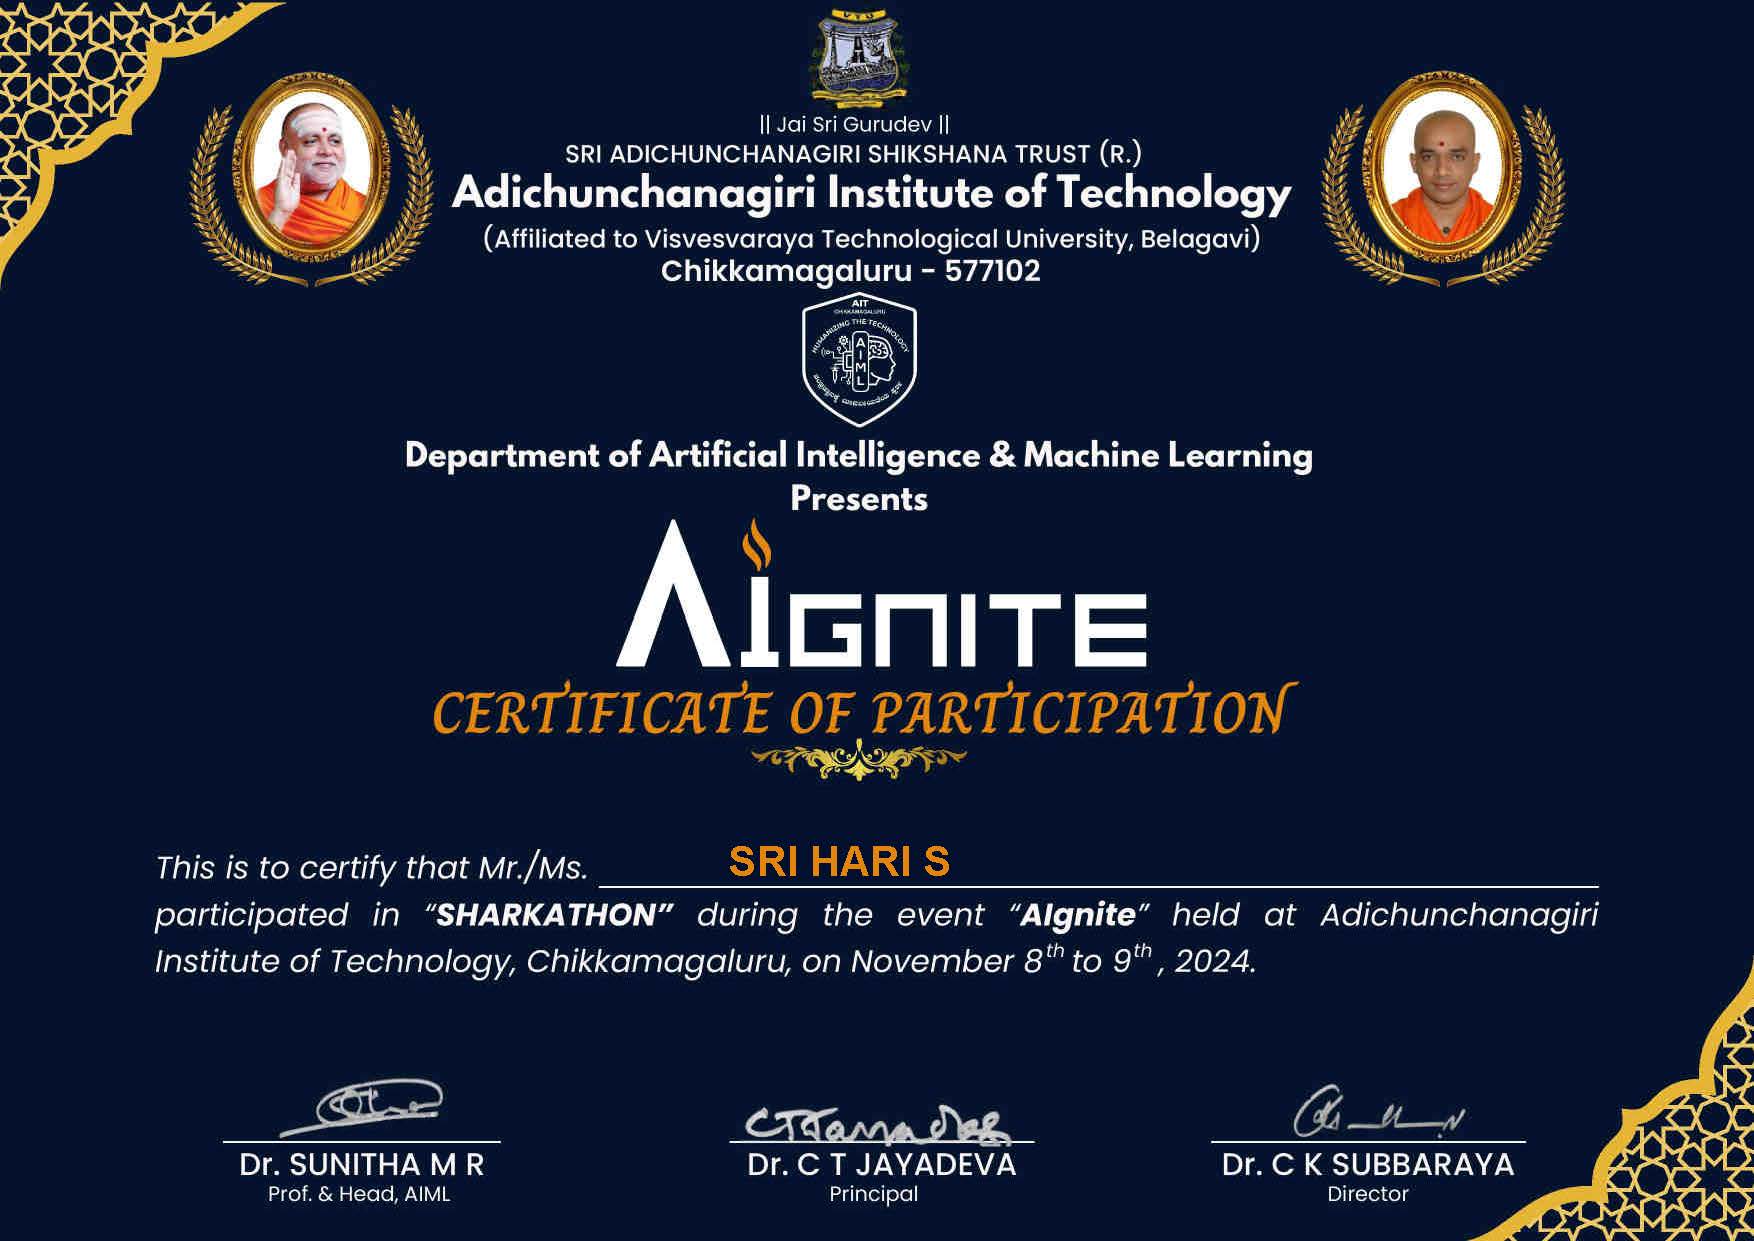 VTU
|| Jai Sri Gurudev ||
SRI ADICHUNCHANAGIRI SHIKSHANA TRUST (R.)
Adichunchanagiri Institute of Technology
(Affiliated to Visvesvaraya Technological University, Belagavi)
Chikkamagaluru - 577102
AIT
CHIKKAMAGALURU
HUMANIZING THE TECHNOLOGY
AIML
Department of Artificial Intelligence & Machine Learning
Presents
AIGNITE
CERTIFICATE OF PARTICIPATION
This is to certify that Mr./Ms. SRI HARI S
participated in “SHARKATHON” during the event “AIgnite” held at Adichunchanagiri
Institute of Technology, Chikkamagaluru, on November 8th to 9th , 2024.
Dr. SUNITHA M R
Prof. & Head, AIML
Dr. C T JAYADEVA
Principal
Dr. C K SUBBARAYA
Director